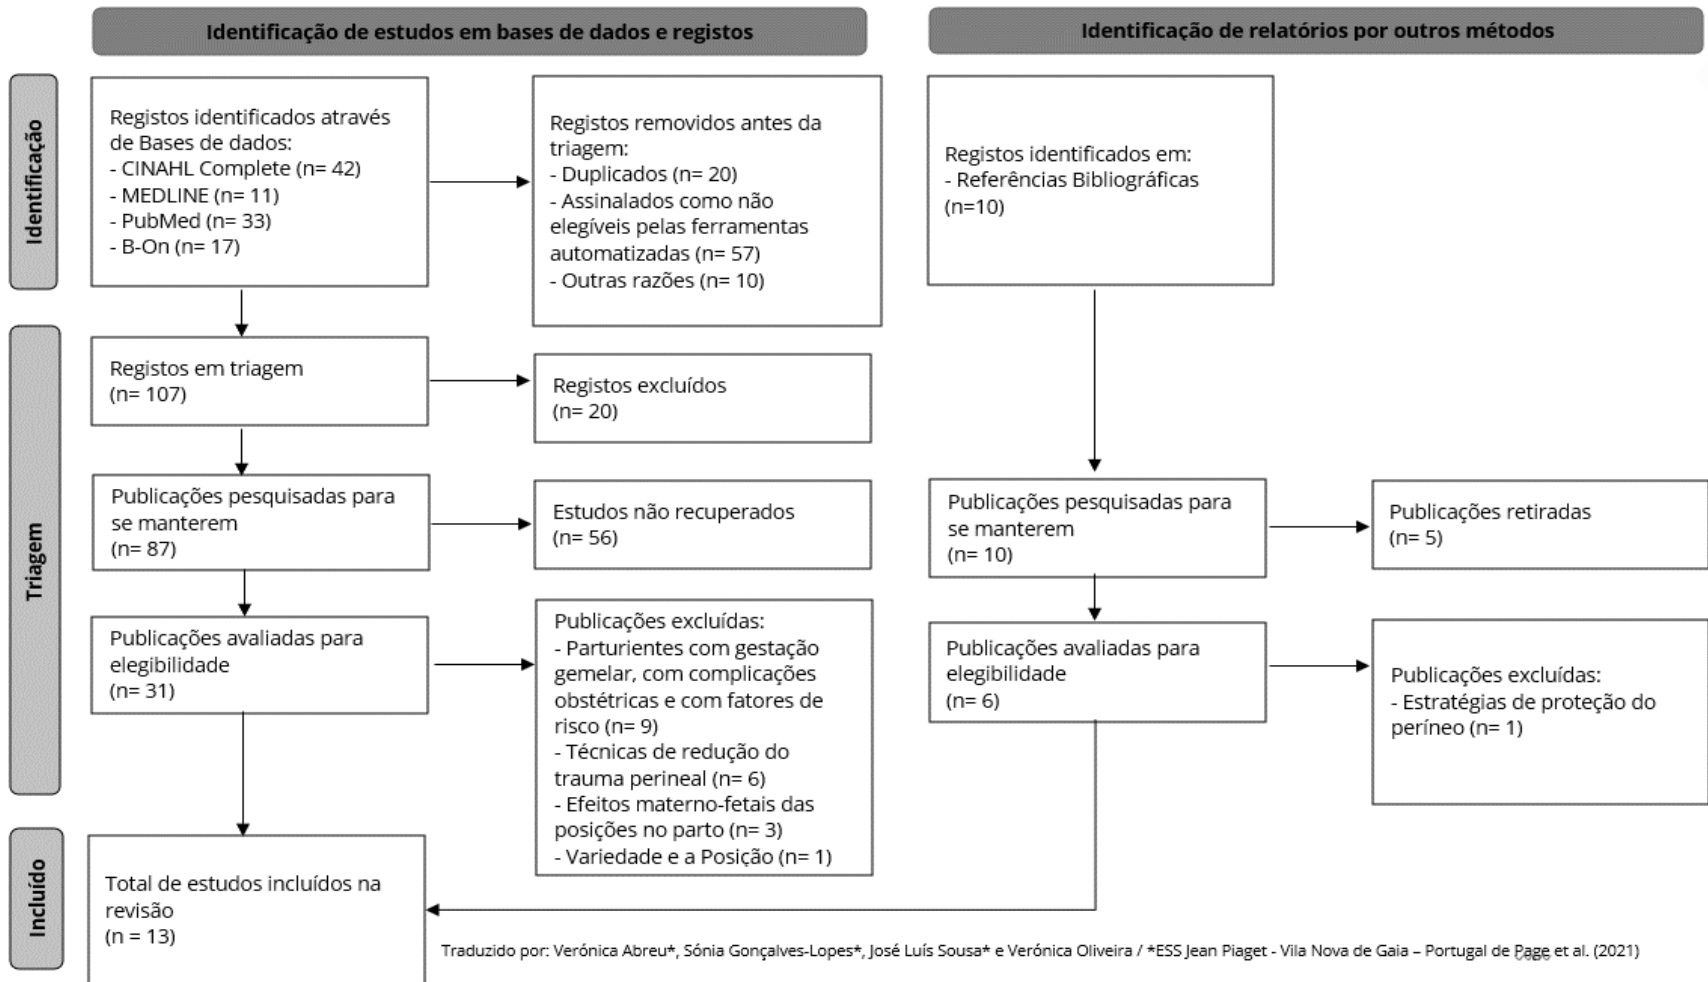 Identificação de estudos em bases de dados e registos
Identificação de relatórios por outros métodos
Identificação
Registos identificados através
de Bases de dados:
- CINAHL Complete (n= 42)
- MEDLINE (n= 11)
- PubMed (n= 33)
- B-On (n= 17)
Registos removidos antes da
triagem:
- Duplicados (n= 20)
- Assinalados como não
elegíveis pelas ferramentas
automatizadas (n= 57)
- Outras razões (n= 10)
Registos identificados em:
- Referências Bibliográficas
(n=10)
Triagem
Registos em triagem
(n= 107)
Registos excluídos
(n= 20)
Publicações pesquisadas para
se manterem
(n= 87)
Estudos não recuperados
(n= 56)
Publicações pesquisadas para
se manterem
(n= 10)
Publicações retiradas
(n= 5)
Publicações avaliadas para
elegibilidade
(n= 31)
Publicações excluídas:
- Parturientes com gestação
gemelar, com complicações
obstétricas e com fatores de
risco (n= 9)
- Técnicas de redução do
trauma perineal (n= 6)
- Efeitos materno-fetais das
posições no parto (n= 3)
- Variedade e a Posição (n= 1)
Publicações avaliadas para
elegibilidade
(n= 6)
Publicações excluídas:
- Estratégias de proteção do
períneo (n= 1)
Incluído
Total de estudos incluídos na
revisão
(n = 13)
Traduzido por: Verónica Abreu*, Sónia Gonçalves-Lopes*, José Luís Sousa* e Verónica Oliveira / *ESS Jean Piaget - Vila Nova de Gaia – Portugal de Page et al. (2021)